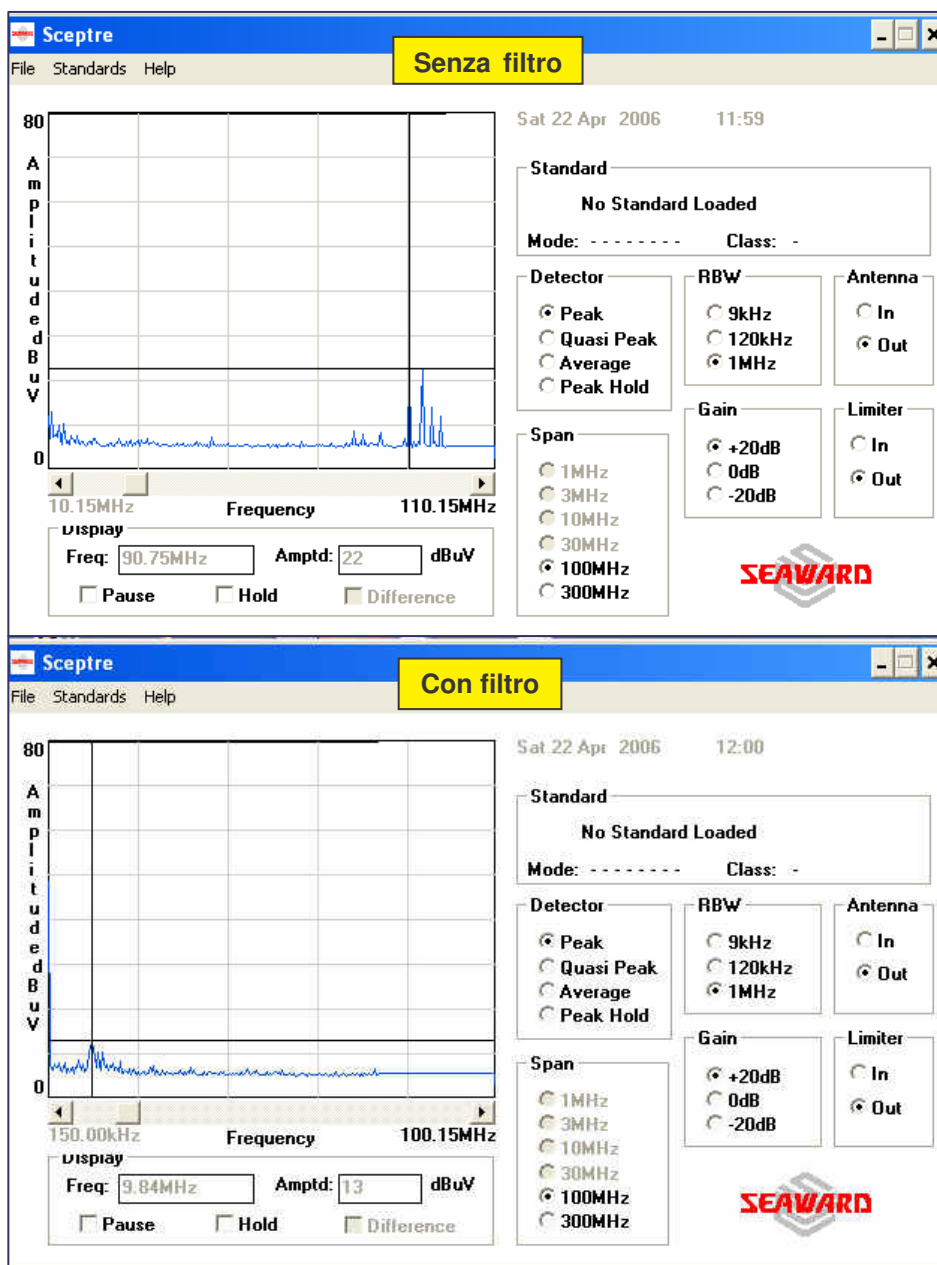 Sceptre
Senza filtro
File Standards Help
80
Amplitude dBuV
0
10.15MHz Frequency 110.15MHz
Display
Freq: 90.75MHz Amptd: 22 dBuV
Pause Hold Difference
Sat 22 Apr 2006 11:59
Standard
No Standard Loaded
Mode: - - - - - - - - Class: -
Detector
Peak
Quasi Peak
Average
Peak Hold
RBW
9kHz
120kHz
1MHz
Antenna
In
Out
Span
1MHz
3MHz
10MHz
30MHz
100MHz
300MHz
Gain
+20dB
0dB
-20dB
Limiter
In
Out
SEAWARD
Sceptre
Con filtro
File Standards Help
80
Amplitude dBuV
0
150.00kHz Frequency 100.15MHz
Display
Freq: 9.84MHz Amptd: 13 dBuV
Pause Hold Difference
Sat 22 Apr 2006 12:00
Standard
No Standard Loaded
Mode: - - - - - - - - Class: -
Detector
Peak
Quasi Peak
Average
Peak Hold
RBW
9kHz
120kHz
1MHz
Antenna
In
Out
Span
1MHz
3MHz
10MHz
30MHz
100MHz
300MHz
Gain
+20dB
0dB
-20dB
Limiter
In
Out
SEAWARD